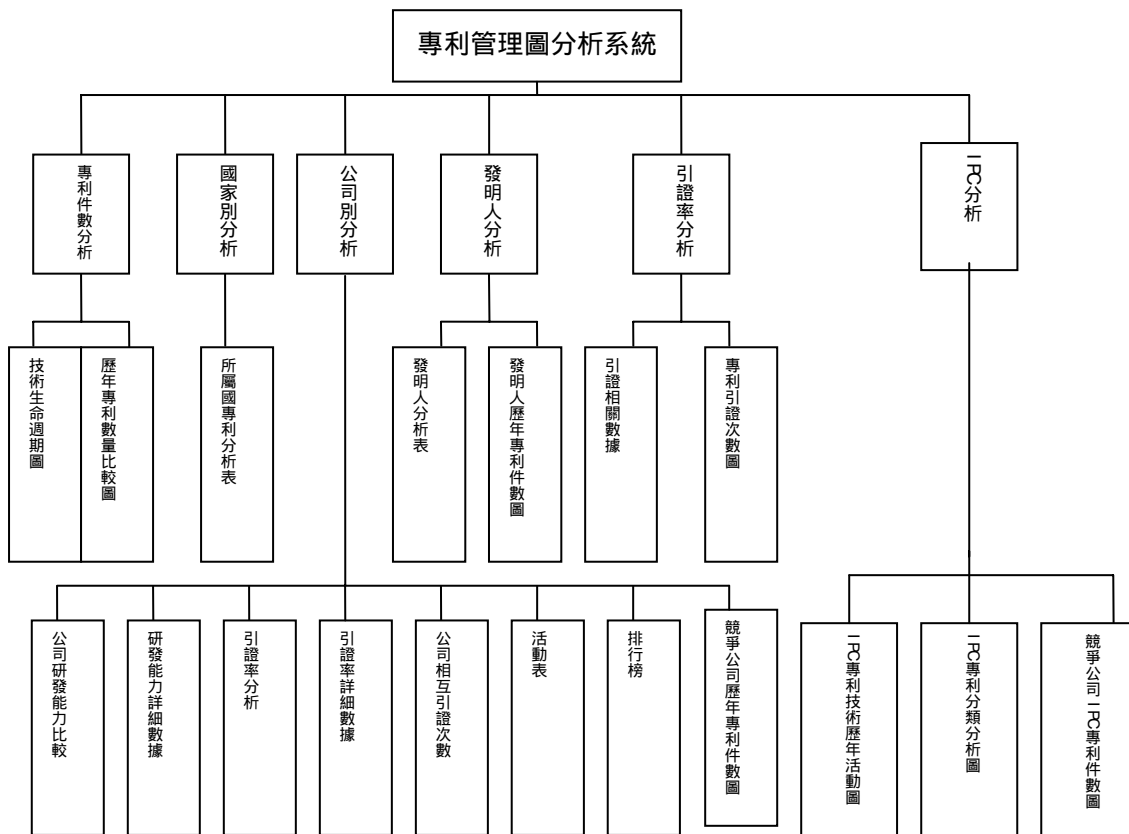 專利管理圖分析系統
專利件數分析
國家別分析
公司別分析
發明人分析
引證率分析
IPC分析
技術生命週期圖
歷年專利數量比較圖
所屬國專利分析表
發明人分析表
發明人歷年專利件數圖
引證相關數據
專利引證次數圖
公司研發能力比較
研發能力詳細數據
引證率分析
引證率詳細數據
公司相互引證次數
活動表
排行榜
競爭公司歷年專利件數圖
IPC專利技術歷年活動圖
IPC專利分類分析圖
競爭公司IPC專利件數圖